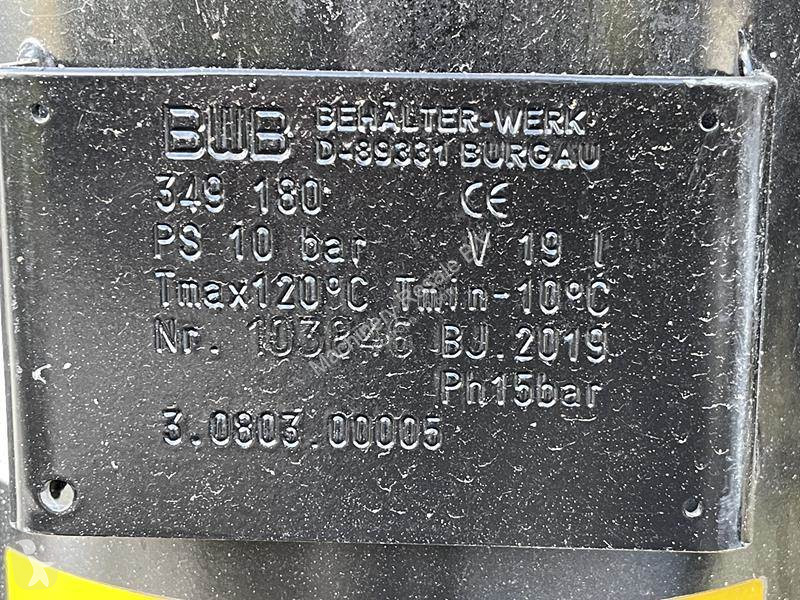 BWB BEHÄLTER-WERK
D-89331 BURGAU
349 180 CE
PS 10 bar V 19 l
Tmax120°C Tmin-10°C
Nr. 103846 BJ.2019
Ph15bar
3.0803.00005